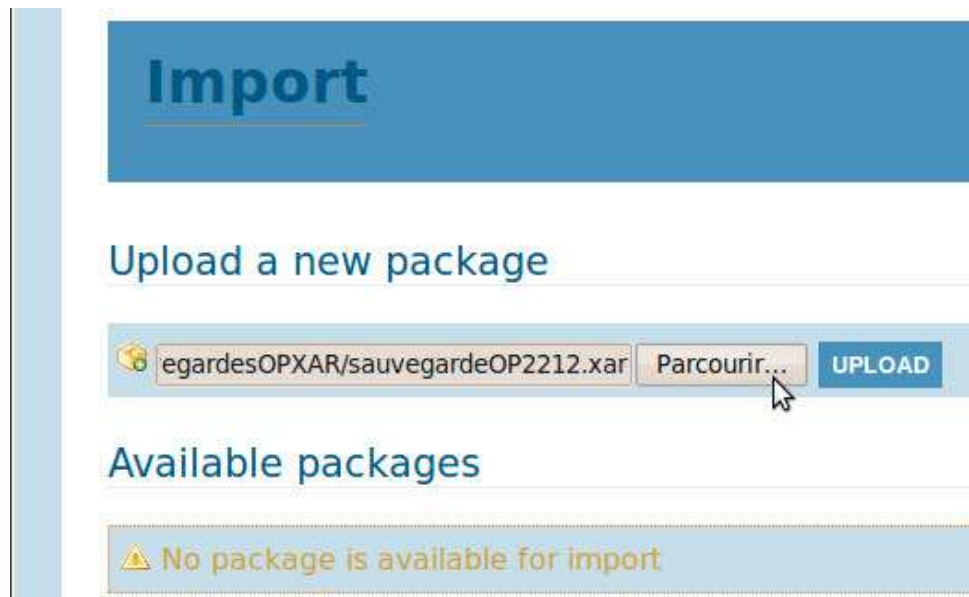 Import
Upload a new package
egardesOPXAR/sauvegardeOP2212.xar Parcourir... UPLOAD
Available packages
No package is available for import